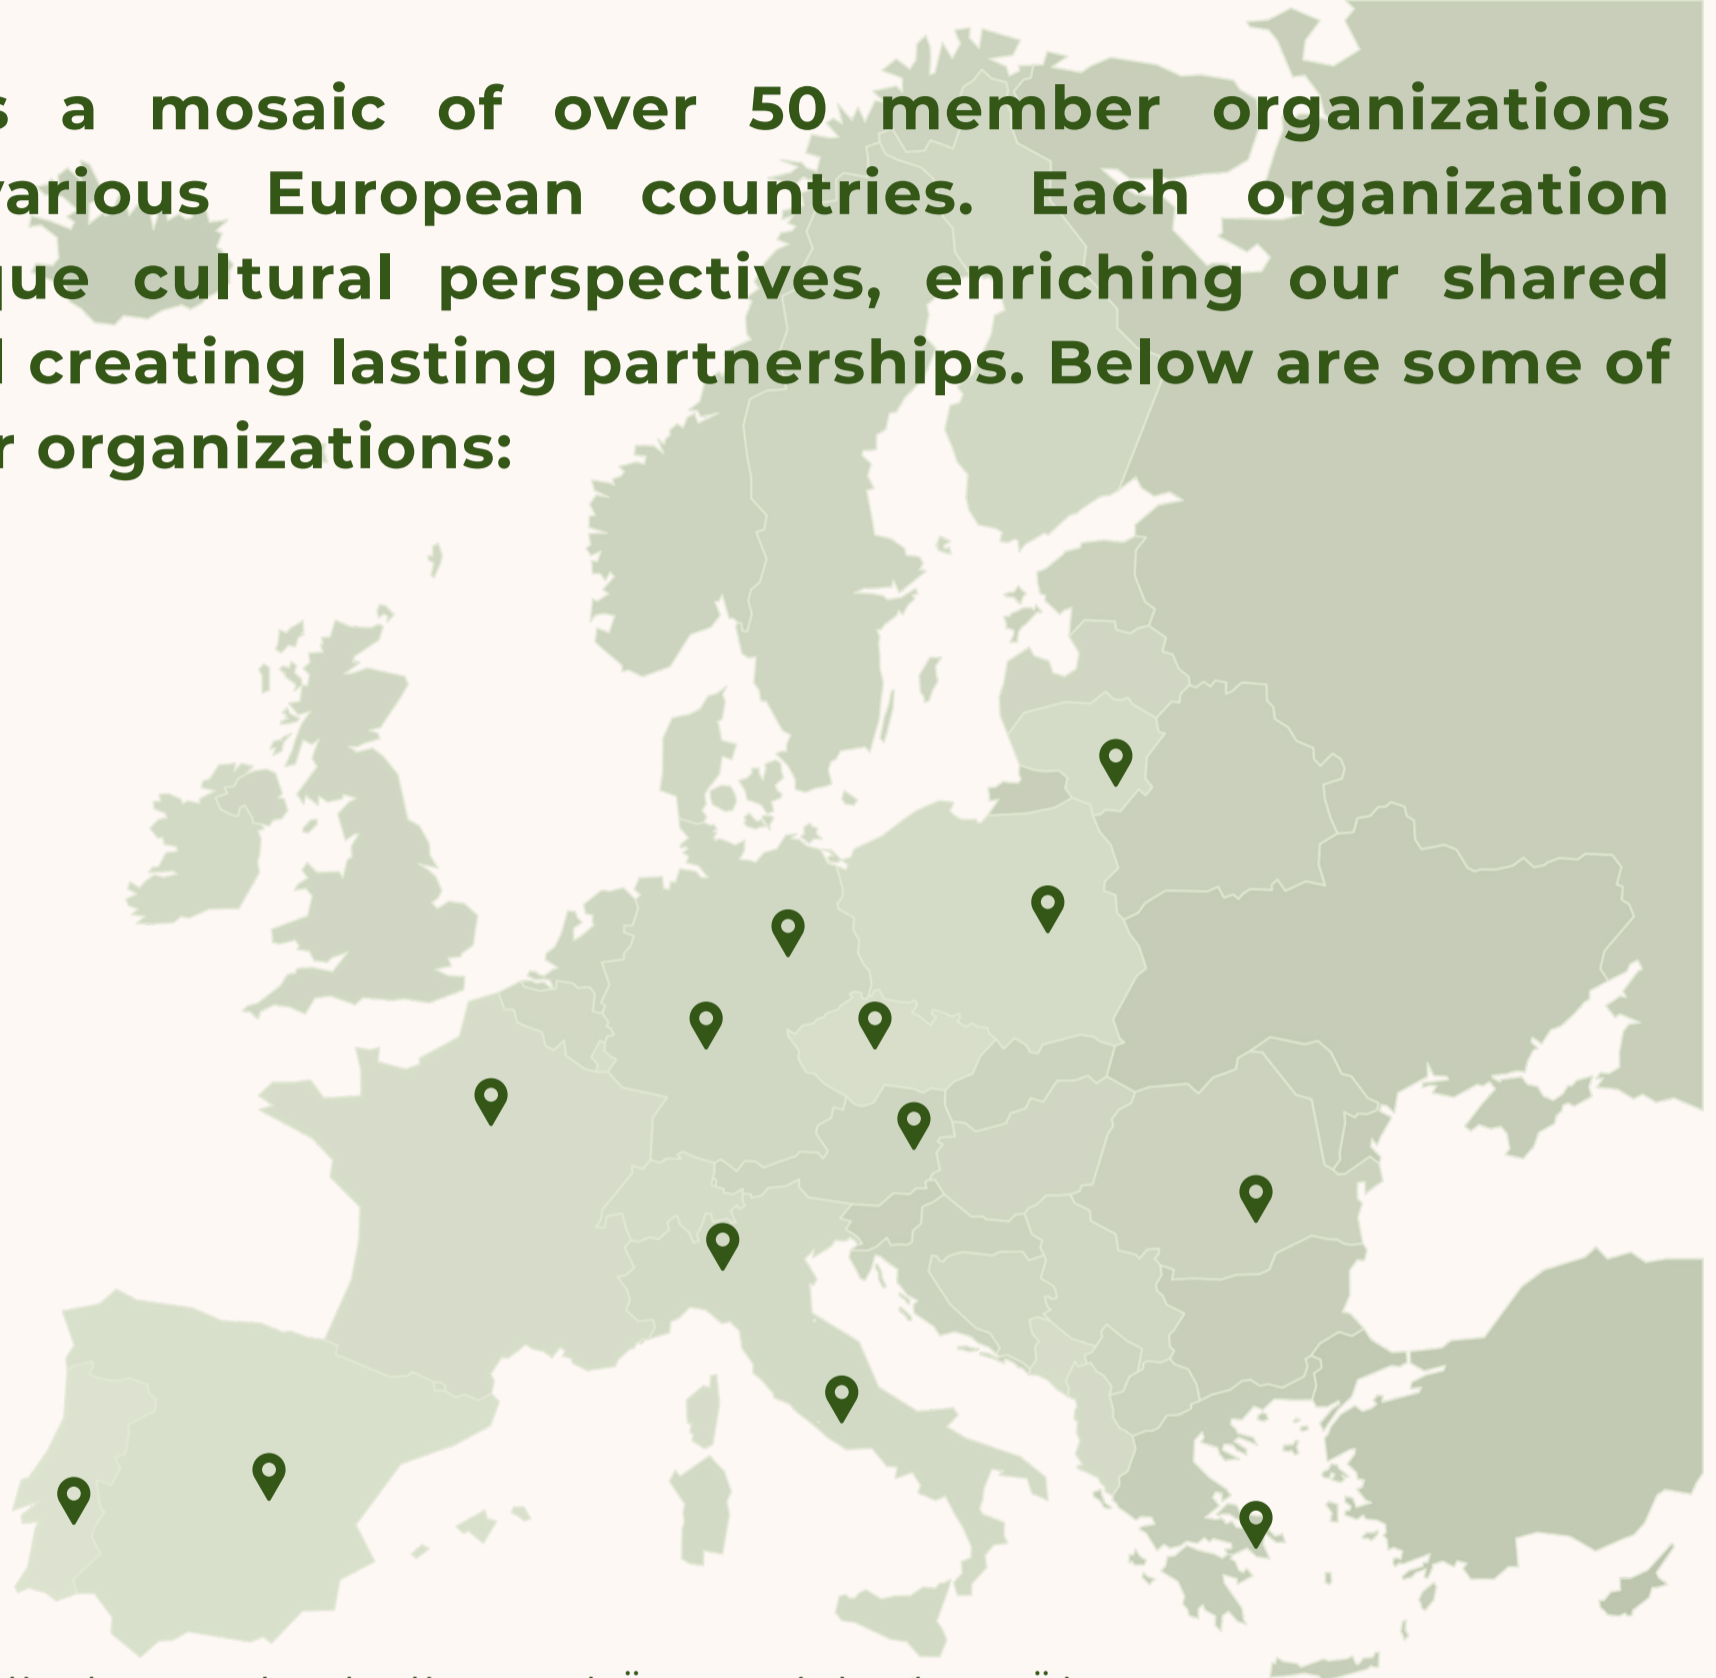 a mosaic of over 50 member organizations
various European countries. Each organization
cultural perspectives, enriching our shared
creating lasting partnerships. Below are some of
organizations: